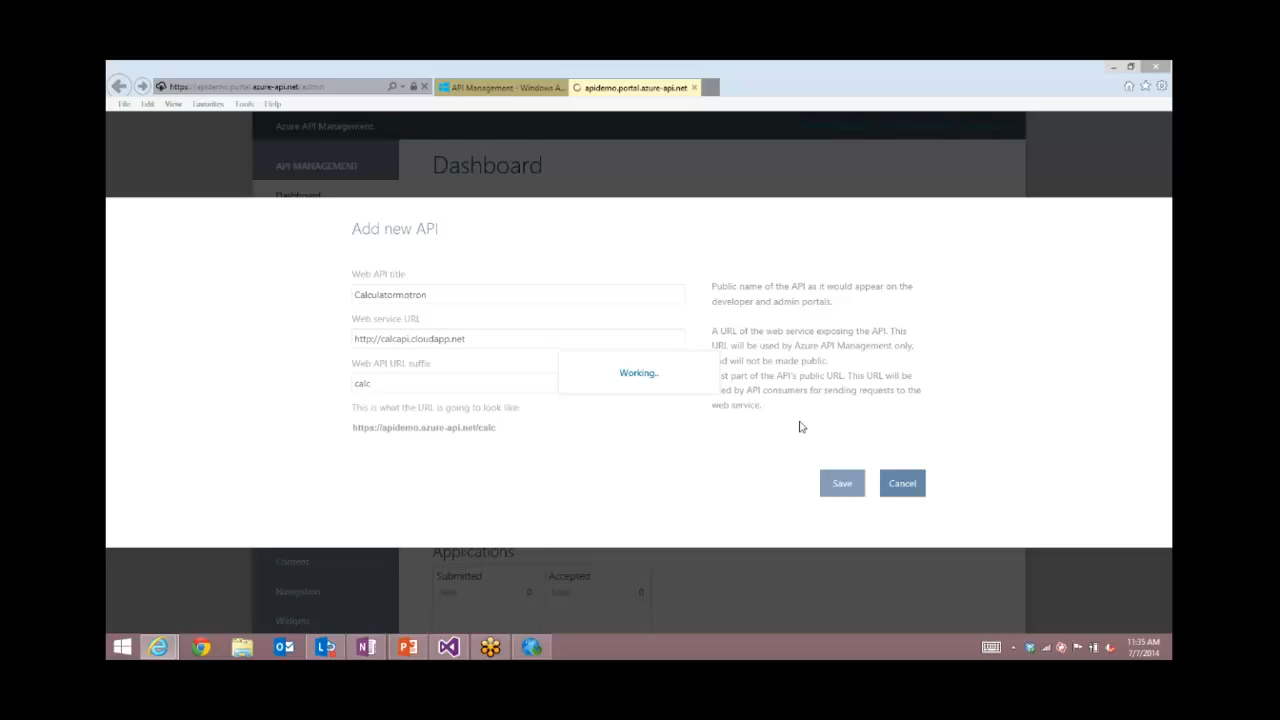 https://apidemo.portal.azure-api.net/admin
API Management - Windows A...
apidemo.portal.azure-api.net
File Edit View Favorites Tools Help
Azure API Management
API MANAGEMENT
Dashboard
Dashboard
Add new API
Web API title
Calculatormotron
Public name of the API as it would appear on the
developer and admin portals.
Web service URL
http://calcapi.cloudapp.net
A URL of the web service exposing the API. This
URL will be used by Azure API Management only,
nd will not be made public.
Web API URL suffix
calc
Working..
st part of the API's public URL. This URL will be
ed by API consumers for sending requests to the
web service.
This is what the URL is going to look like:
https://apidemo.azure-api.net/calc
Save Cancel
Applications
Content
Submitted Accepted
0 0
Navigation
Widgets
11:35 AM
7/7/2014